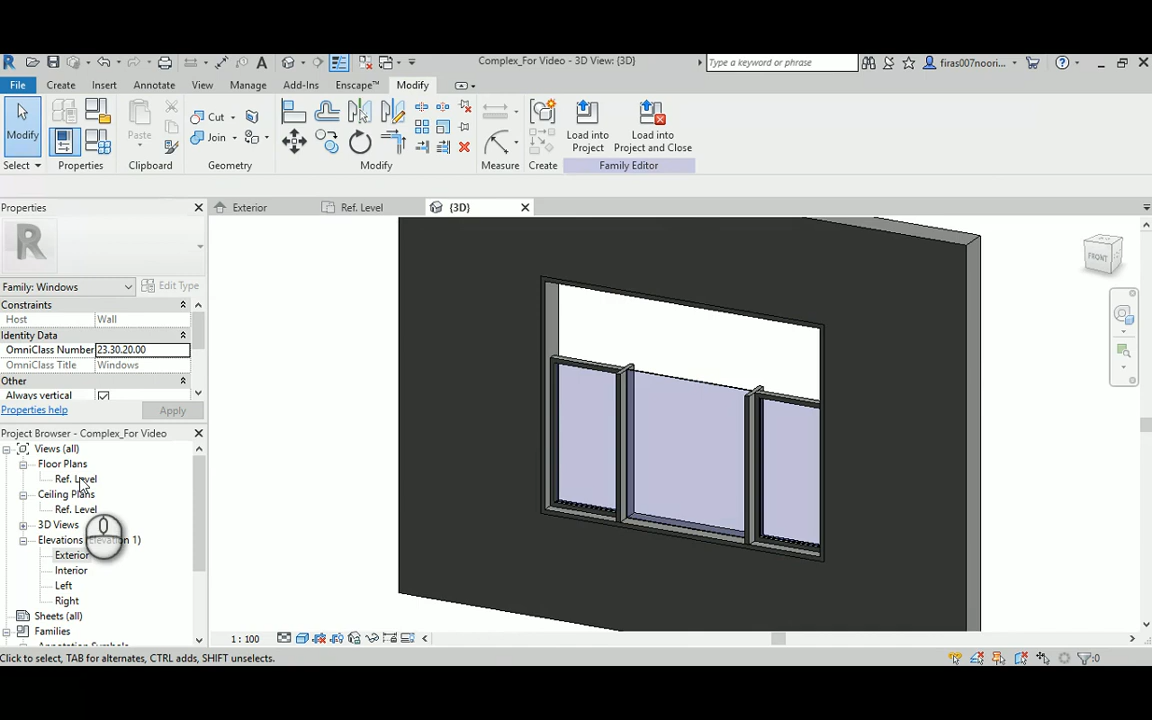 Complex_For Video - 3D View: {3D}
Type a keyword or phrase
firas007noori...
File Create Insert Annotate View Manage Add-Ins Enscape™ Modify
Modify
Paste
Cut
Join
Load into Project
Load into Project and Close
Select Properties Clipboard Geometry Modify Measure Create Family Editor
Properties
Exterior
Ref. Level
{3D}
FRONT
Family: Windows
Edit Type
Constraints
Host Wall
Identity Data
OmniClass Number 23.30.20.00
OmniClass Title Windows
Other
Always vertical
Properties help
Apply
Project Browser - Complex_For Video
Views (all)
Floor Plans
Ref. Level
Ceiling Plans
Ref. Level
3D Views
Elevations (Elevation 1)
Exterior
Interior
Left
Right
Sheets (all)
Families
1 : 100
Click to select, TAB for alternates, CTRL adds, SHIFT unselects.
:0